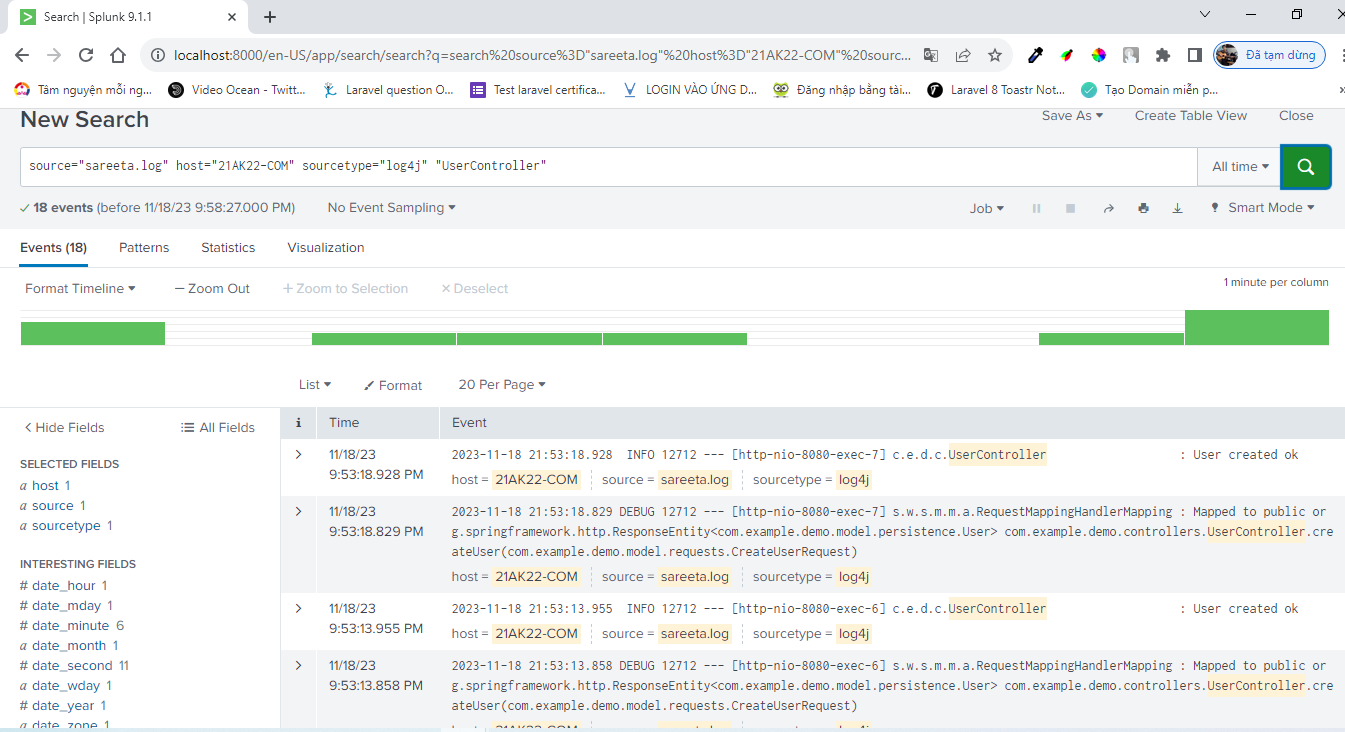 Search | Splunk 9.1.1
localhost:8000/en-US/app/search/search?q=search%20source%3D"sareeta.log"%20host%3D"21AK22-COM"%20sourc...
Đã tạm dừng
Tâm nguyện mỗi ng...
Video Ocean - Twitt...
Laravel question O...
Test laravel certifica...
LOGIN VÀO ỨNG D...
Đăng nhập bằng tài...
Laravel 8 Toastr Not...
Tạo Domain miễn p...
New Search
Save As
Create Table View
Close
source="sareeta.log" host="21AK22-COM" sourcetype="log4j" "UserController"
All time
18 events (before 11/18/23 9:58:27.000 PM)
No Event Sampling
Job
Smart Mode
Events (18)
Patterns
Statistics
Visualization
Format Timeline
— Zoom Out
+ Zoom to Selection
× Deselect
1 minute per column
List
Format
20 Per Page
< Hide Fields
All Fields
i
Time
Event
SELECTED FIELDS
a host 1
a source 1
a sourcetype 1
INTERESTING FIELDS
# date_hour 1
# date_mday 1
# date_minute 6
a date_month 1
# date_second 11
a date_wday 1
# date_year 1
a date_zone 1
11/18/23
9:53:18.928 PM
2023-11-18 21:53:18.928  INFO 12712 --- [http-nio-8080-exec-7] c.e.d.c.UserController : User created ok
host = 21AK22-COM source = sareeta.log sourcetype = log4j
11/18/23
9:53:18.829 PM
2023-11-18 21:53:18.829 DEBUG 12712 --- [http-nio-8080-exec-7] s.w.s.m.m.a.RequestMappingHandlerMapping : Mapped to public or
g.springframework.http.ResponseEntity<com.example.demo.model.persistence.User> com.example.demo.controllers.UserController.cre
ateUser(com.example.demo.model.requests.CreateUserRequest)
host = 21AK22-COM source = sareeta.log sourcetype = log4j
11/18/23
9:53:13.955 PM
2023-11-18 21:53:13.955  INFO 12712 --- [http-nio-8080-exec-6] c.e.d.c.UserController : User created ok
host = 21AK22-COM source = sareeta.log sourcetype = log4j
11/18/23
9:53:13.858 PM
2023-11-18 21:53:13.858 DEBUG 12712 --- [http-nio-8080-exec-6] s.w.s.m.m.a.RequestMappingHandlerMapping : Mapped to public or
g.springframework.http.ResponseEntity<com.example.demo.model.persistence.User> com.example.demo.controllers.UserController.cre
ateUser(com.example.demo.model.requests.CreateUserRequest)